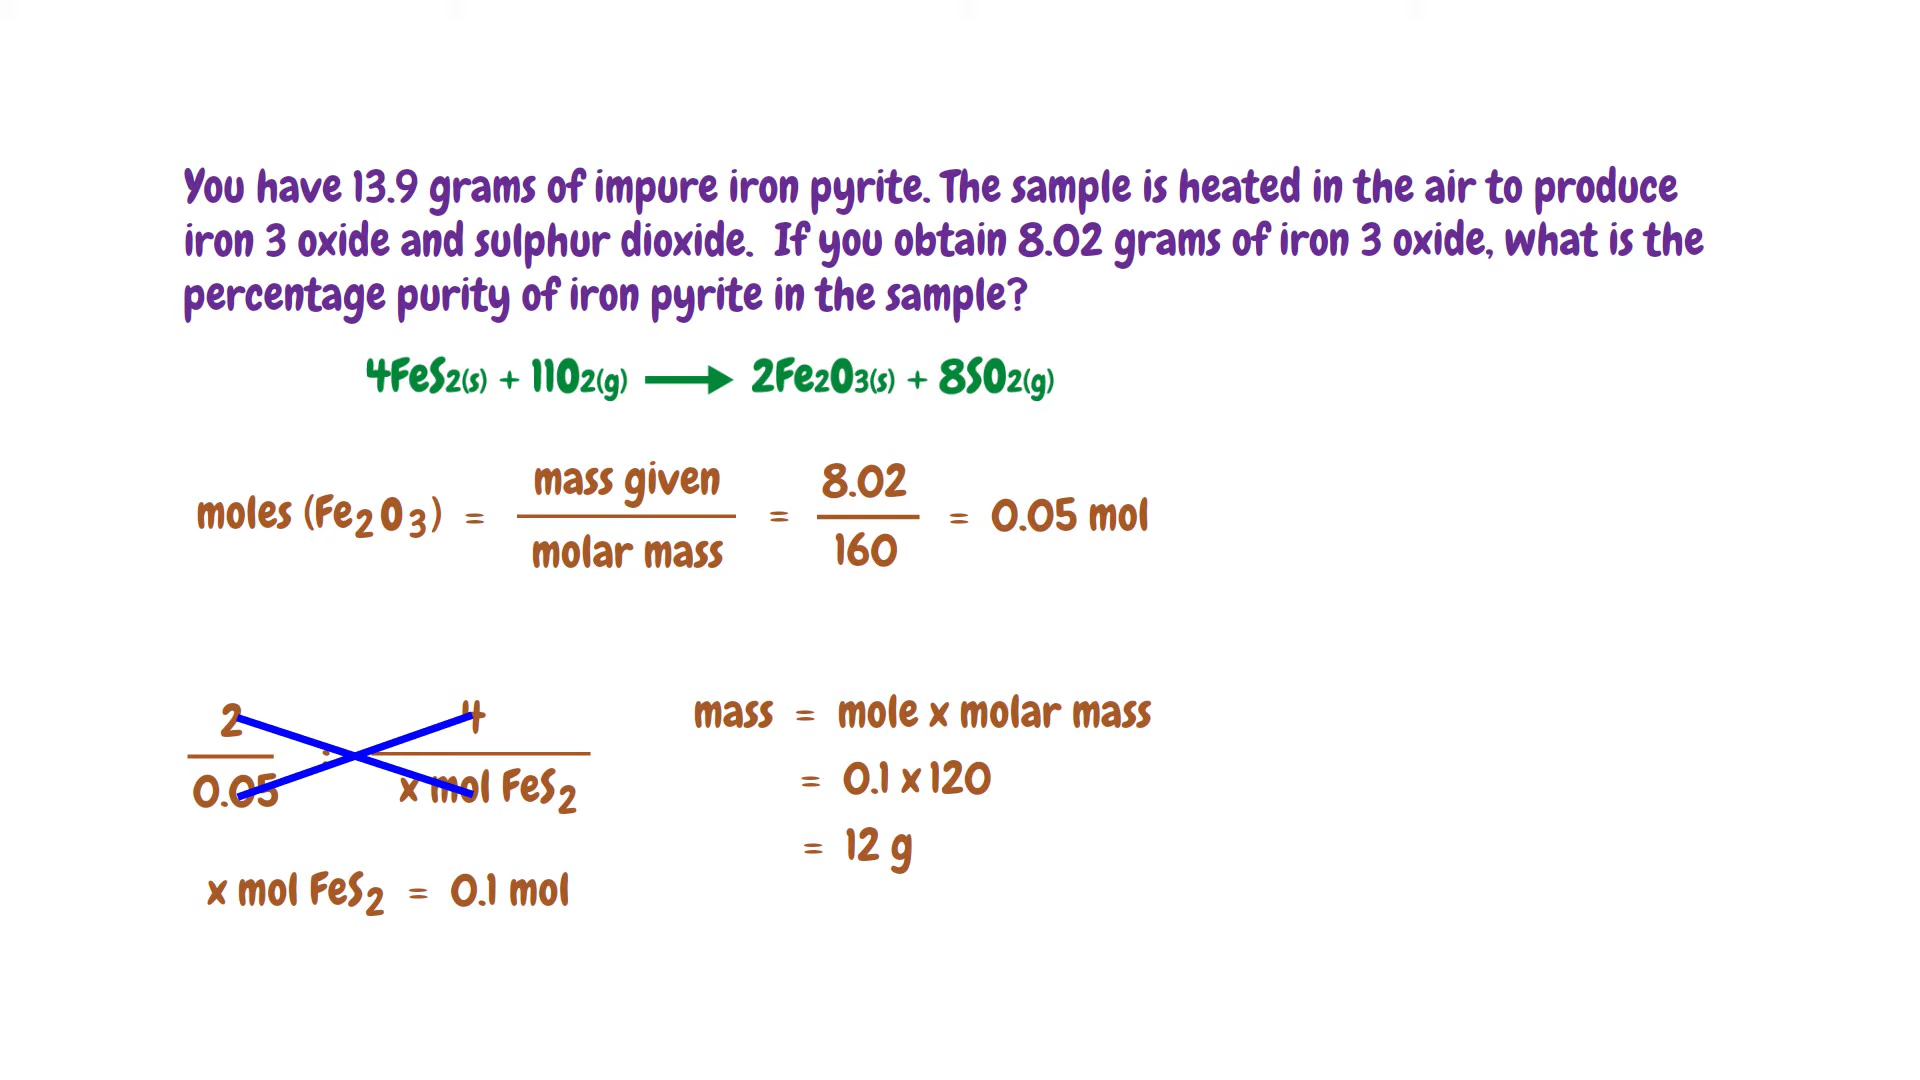 You have 13.9 grams of impure iron pyrite. The sample is heated in the air to produce
iron 3 oxide and sulphur dioxide. If you obtain 8.02 grams of iron 3 oxide, what is the
percentage purity of iron pyrite in the sample?
4FeS2(s) + 11O2(g) → 2Fe2O3(s) + 8SO2(g)
moles (Fe2O3) = mass given / molar mass = 8.02 / 160 = 0.05 mol
2 / 0.05 : 4 / x mol FeS2
x mol FeS2 = 0.1 mol
mass = mole x molar mass
= 0.1 x 120
= 12 g